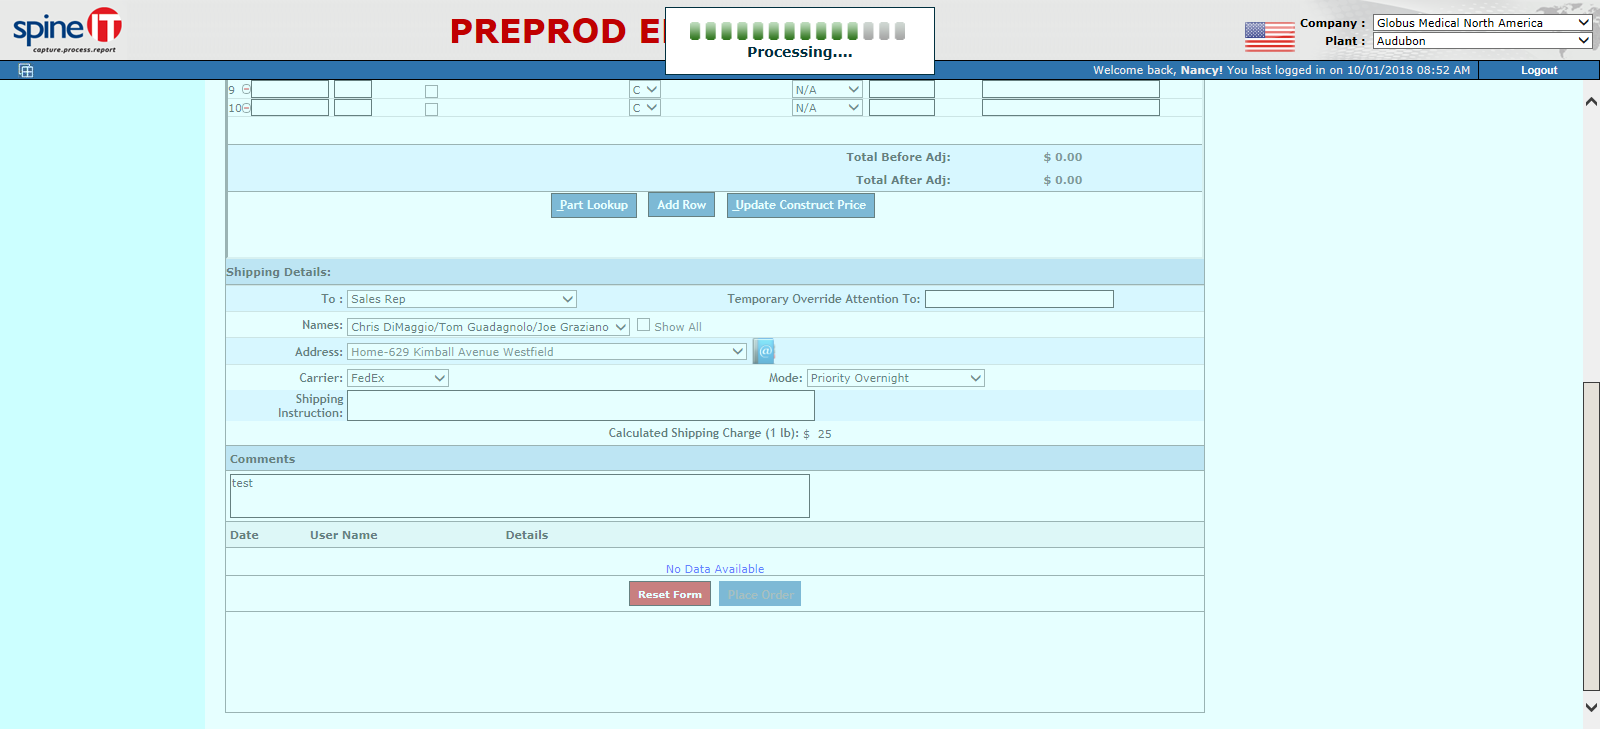 spine IT
capture.process.report
PREPROD E
Processing....
Company : Globus Medical North America
Plant : Audubon
Welcome back, Nancy! You last logged in on 10/01/2018 08:52 AM
Logout
9 C N/A
10 C N/A
Total Before Adj: $ 0.00
Total After Adj: $ 0.00
Part Lookup Add Row Update Construct Price
Shipping Details:
To : Sales Rep Temporary Override Attention To:
Names: Chris DiMaggio/Tom Guadagnolo/Joe Graziano Show All
Address: Home-629 Kimball Avenue Westfield @
Carrier: FedEx Mode: Priority Overnight
Shipping
Instruction:
Calculated Shipping Charge (1 lb): $ 25
Comments
test
Date User Name Details
No Data Available
Reset Form Place Order